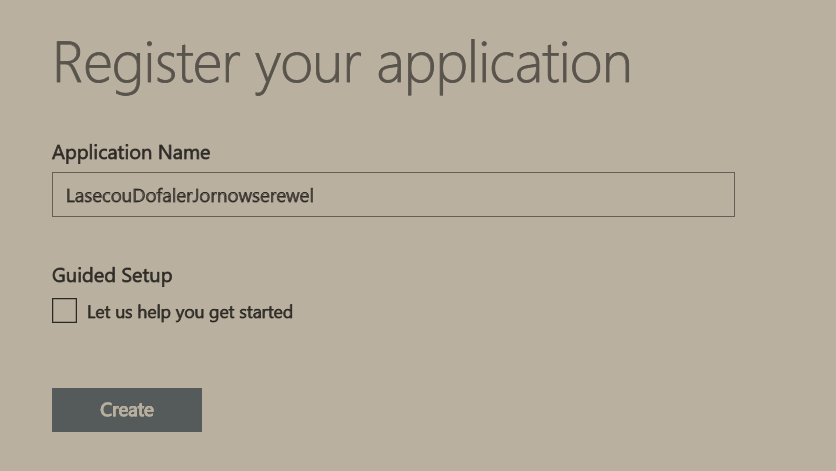 Register your application
Application Name
LasecouDofalerJornowserewel
Guided Setup
Let us help you get started
Create